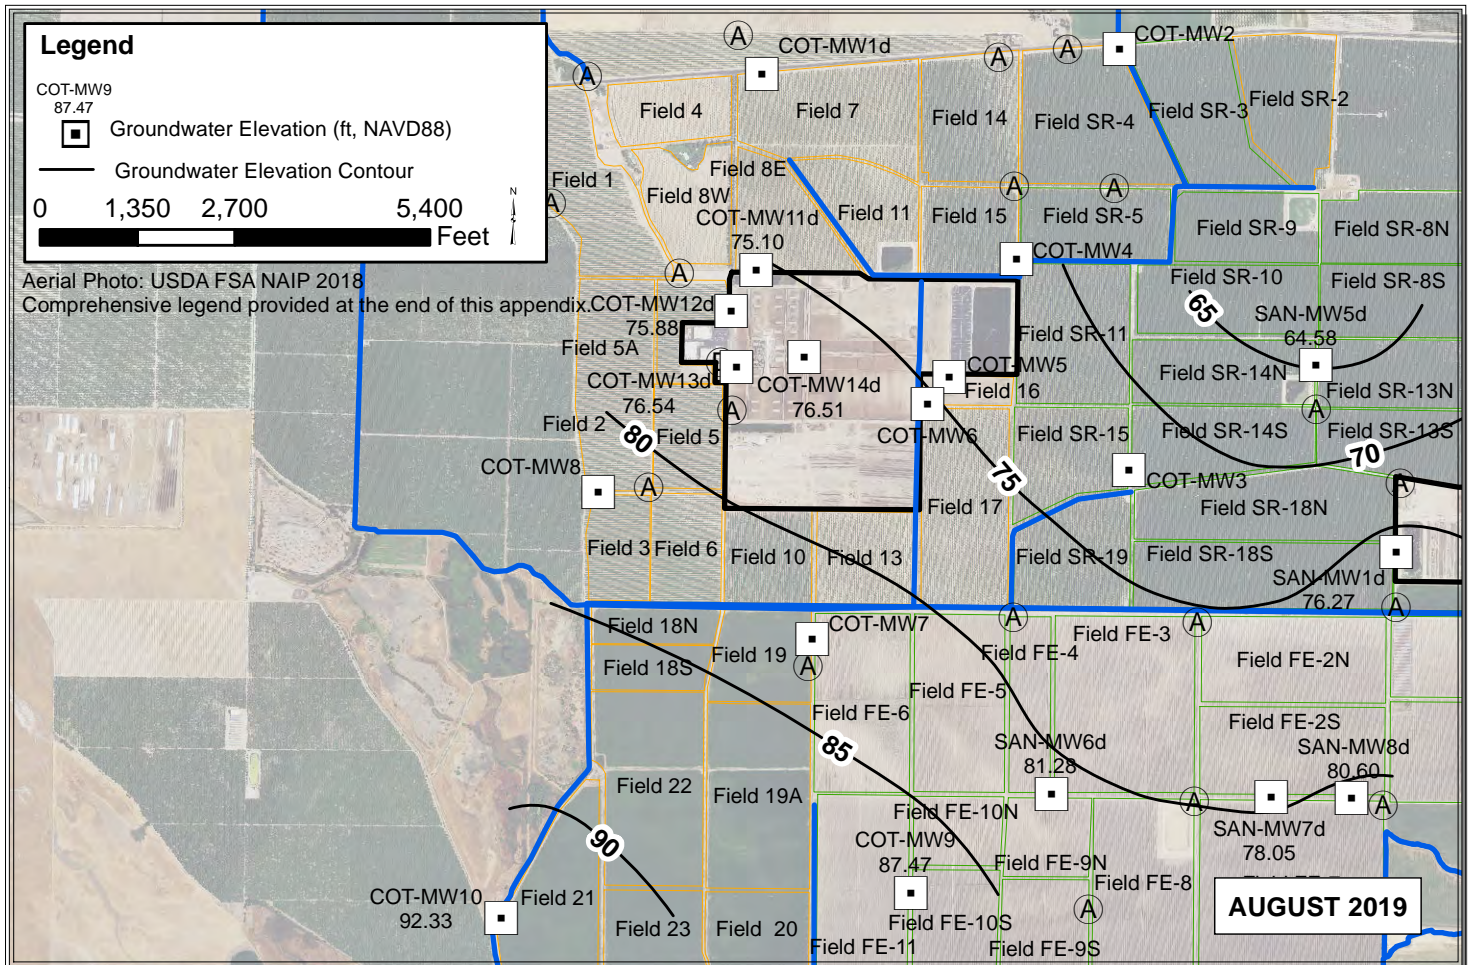 Legend
COT-MW9
87.47
Groundwater Elevation (ft, NAVD88)
Groundwater Elevation Contour
0 1,350 2,700 5,400
Feet
N
Aerial Photo: USDA FSA NAIP 2018
Comprehensive legend provided at the end of this appendix.
A
COT-MW1d
A
A
COT-MW2
A
Field 4
Field 7
Field 14
Field SR-4
Field SR-3
Field SR-2
Field 1
A
Field 8W
Field 8E
Field 11
Field 15
A
A
Field SR-5
Field SR-9
Field SR-8N
COT-MW11d
75.10
COT-MW4
A
Field SR-10
Field SR-8S
COT-MW12d
75.88
65
SAN-MW5d
64.58
Field 5A
Field SR-11
COT-MW13d
76.54
COT-MW14d
76.51
COT-MW5
Field 16
Field SR-14N
Field SR-13N
A
A
Field 2
80
Field 5
COT-MW6
Field SR-15
Field SR-14S
Field SR-13S
70
COT-MW8
A
75
COT-MW3
A
Field 17
Field SR-18N
Field 3
Field 6
Field 10
Field 13
Field SR-19
Field SR-18S
SAN-MW1d
76.27
A
A
A
Field 18N
COT-MW7
Field 19
A
Field 18S
Field FE-4
Field FE-3
Field FE-2N
Field FE-5
Field FE-6
85
Field FE-2S
SAN-MW6d
81.28
SAN-MW8d
80.60
Field 22
Field 19A
Field FE-10N
A
A
SAN-MW7d
78.05
90
COT-MW9
87.47
Field FE-9N
Field FE-8
COT-MW10
92.33
Field 21
Field 23
Field 20
Field FE-11
Field FE-10S
Field FE-9S
A
AUGUST 2019